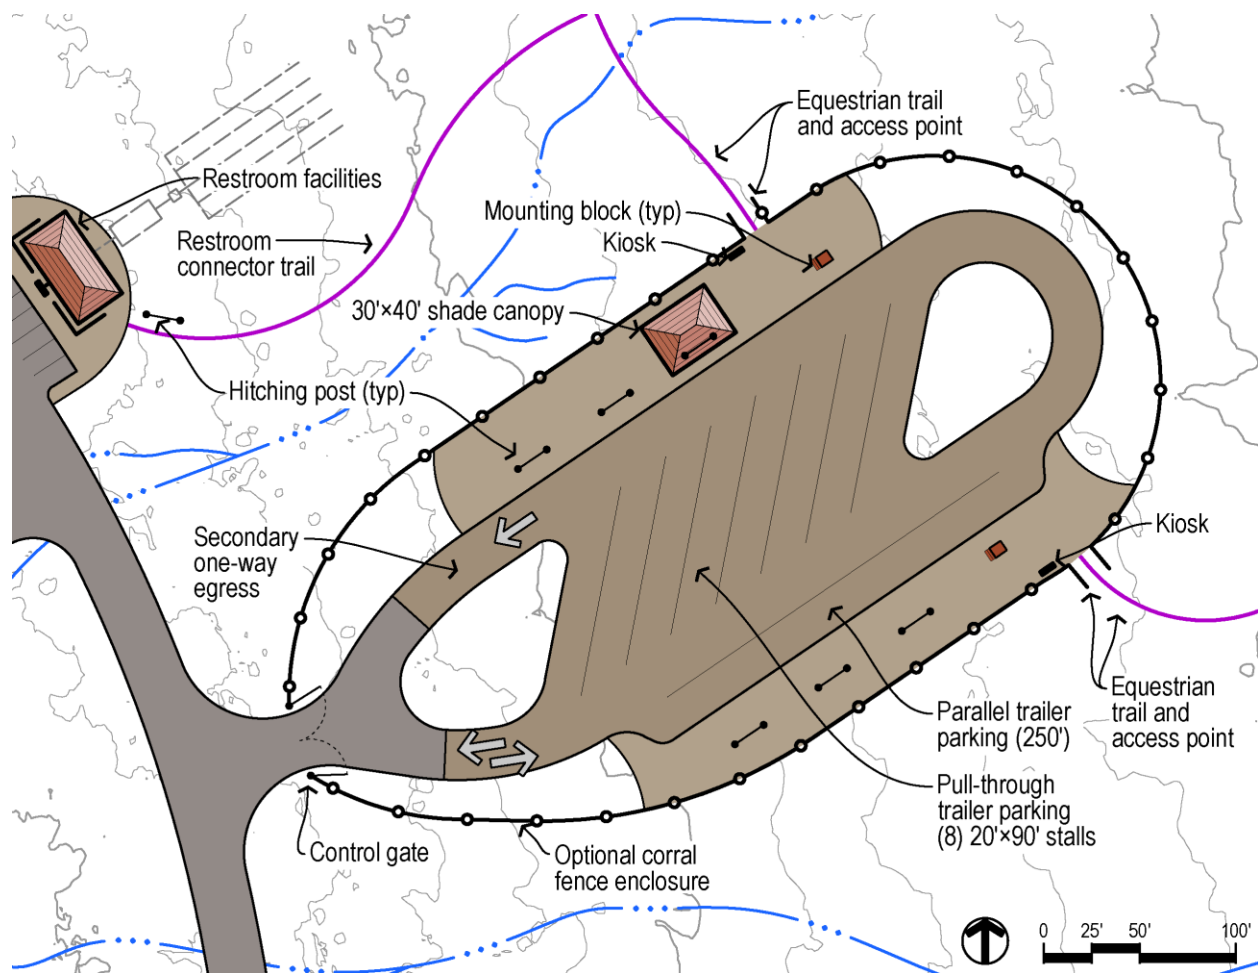 Equestrian trail
and access point
Restroom facilities
Mounting block (typ)
Kiosk
Restroom
connector trail
30'×40' shade canopy
Hitching post (typ)
Secondary
one-way
egress
Kiosk
Equestrian
trail and
access point
Parallel trailer
parking (250')
Pull-through
trailer parking
(8) 20'×90' stalls
Control gate
Optional corral
fence enclosure
0 25' 50' 100'